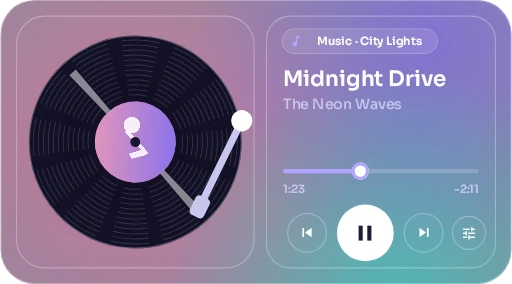 Music · City Lights
Midnight Drive
The Neon Waves
1:23
-2:11